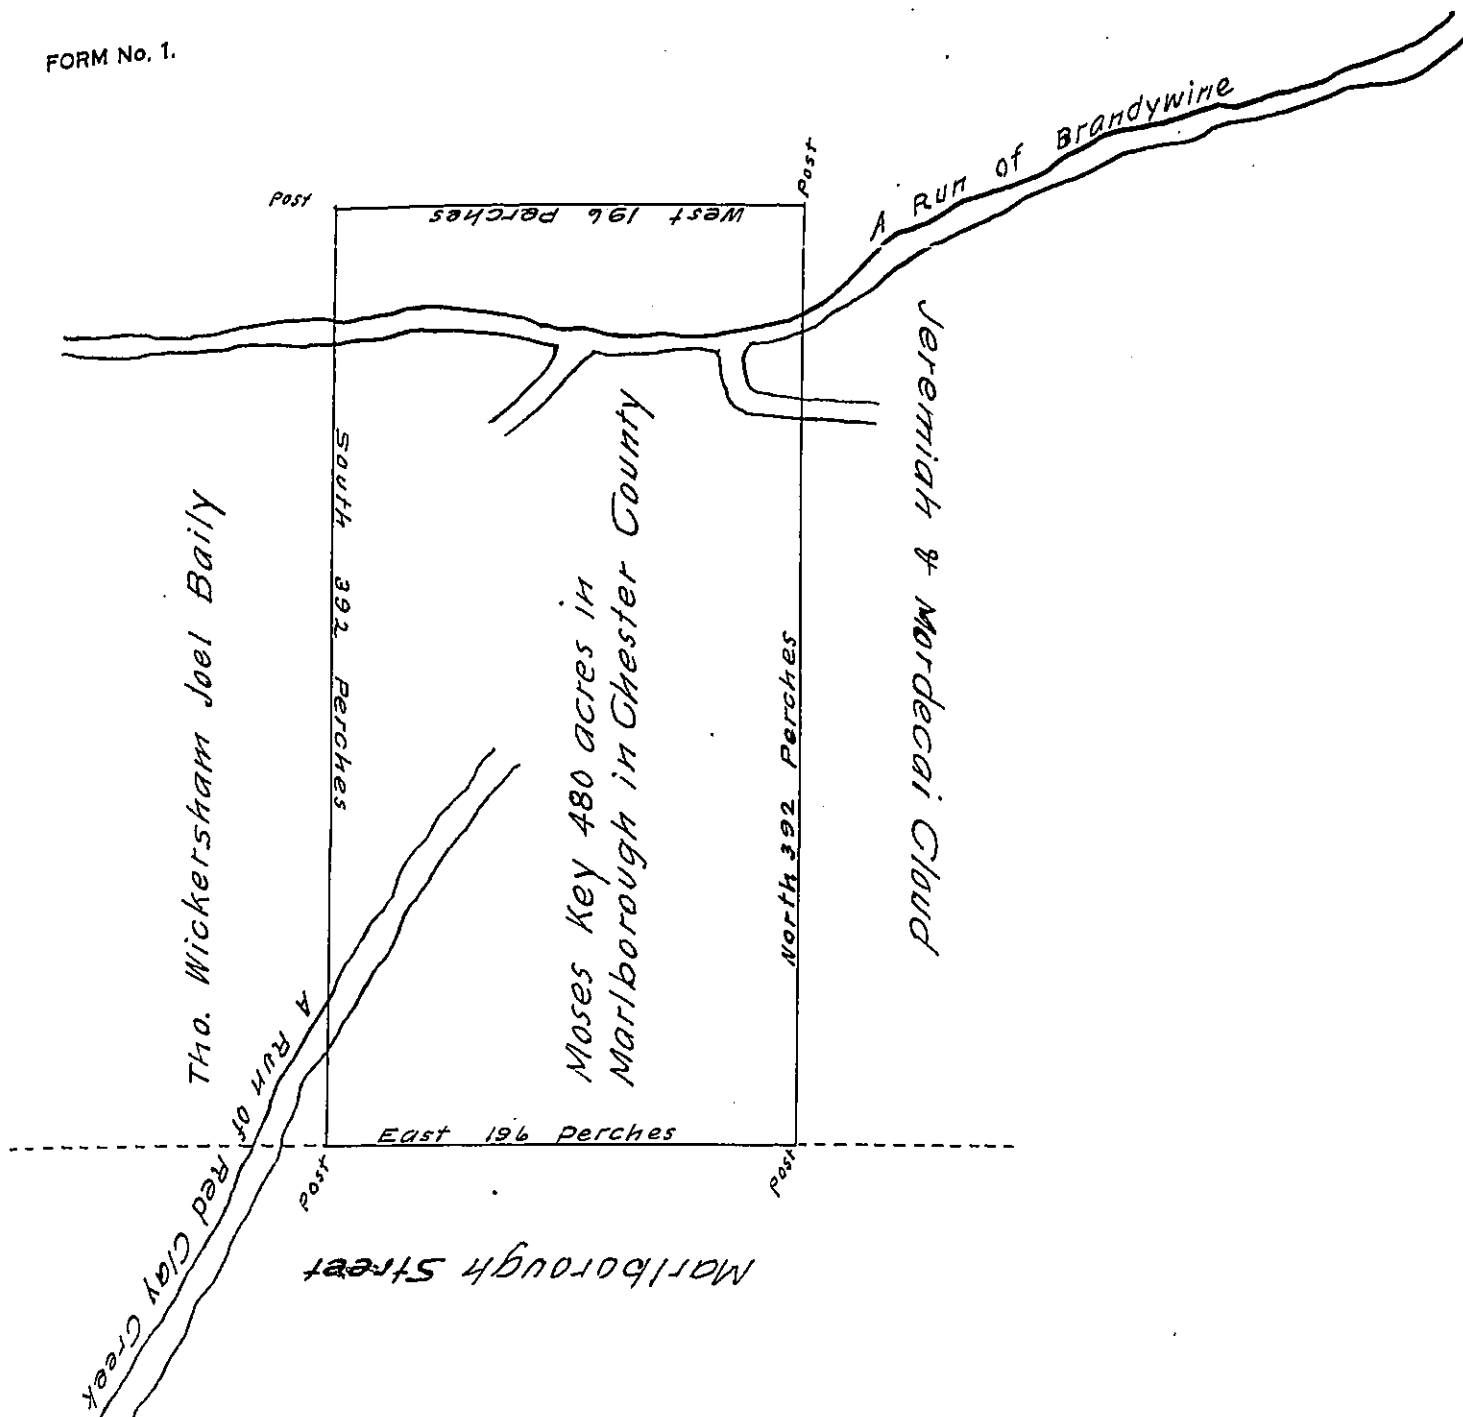 FORM No. 1.
A Run of Brandywine
Post
Post
West 196 Perches
Jeremiah & Mordecai Cloud
South 392 Perches
Tho. Wickersham Joel Baily
Moses Key 480 acres in
Marlborough in Chester County
North 392 Perches
A Run of Red Clay Creek
East 196 Perches
Post
Post
Marlborough Street